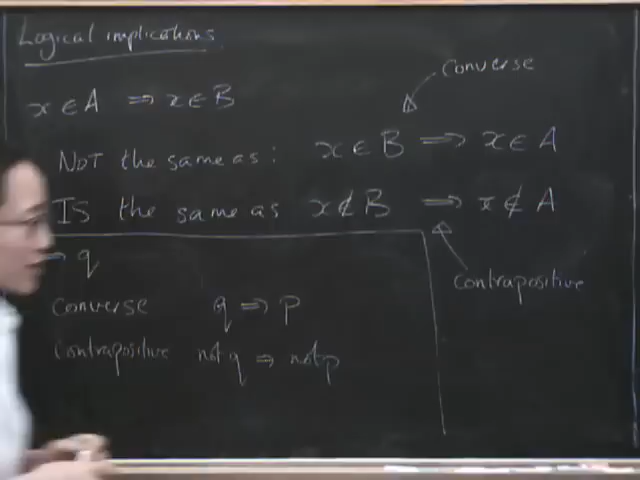 Logical implications
x ∈ A ⇒ x ∈ B
Converse
NOT the same as: x ∈ B ⇒ x ∈ A
IS the same as x ∉ B ⇒ x ∉ A
⇒ q
contrapositive
Converse q ⇒ p
Contrapositive not q ⇒ not p